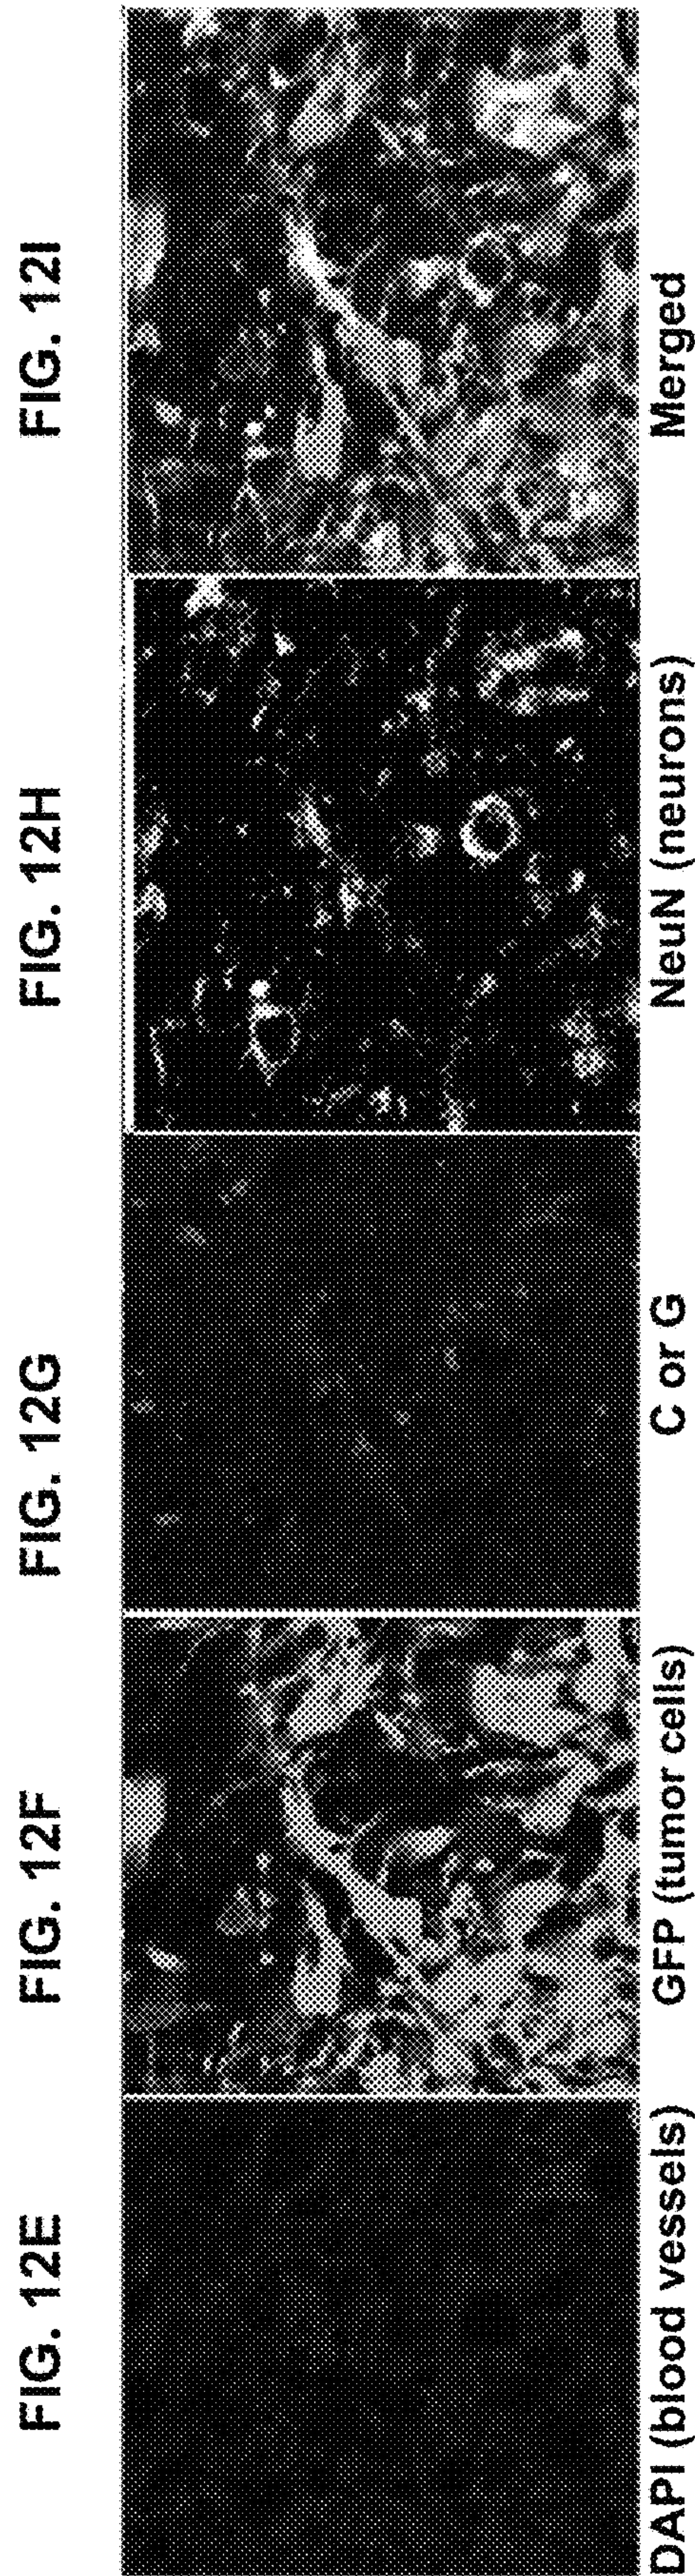 FIG. 12E
FIG. 12F
FIG. 12G
FIG. 12H
FIG. 12I
DAPI (blood vessels)
GFP (tumor cells)
C or G
NeuN (neurons)
Merged